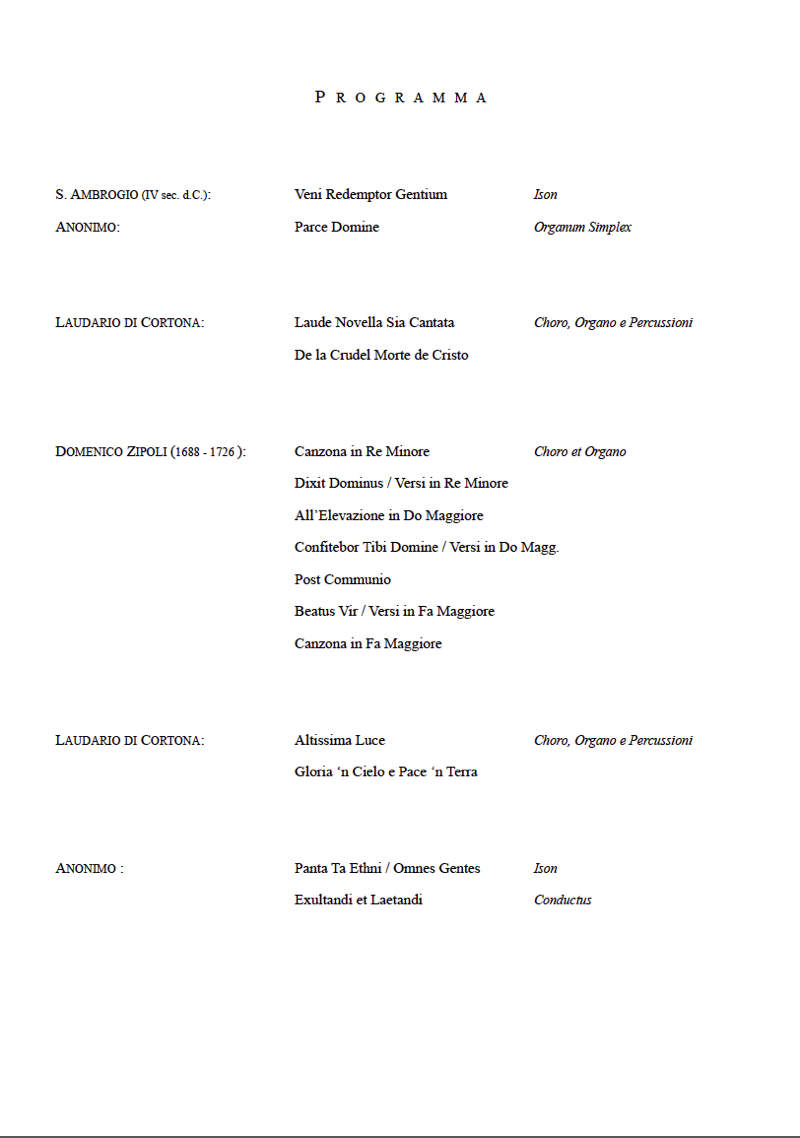 PROGRAMMA
S. AMBROGIO (IV sec. d.C.): Veni Redemptor Gentium Ison
ANONIMO: Parce Domine Organum Simplex
LAUDARIO DI CORTONA: Laude Novella Sia Cantata Choro, Organo e Percussioni
De la Crudel Morte de Cristo
DOMENICO ZIPOLI (1688 - 1726 ): Canzona in Re Minore Choro et Organo
Dixit Dominus / Versi in Re Minore
All’Elevazione in Do Maggiore
Confitebor Tibi Domine / Versi in Do Magg.
Post Communio
Beatus Vir / Versi in Fa Maggiore
Canzona in Fa Maggiore
LAUDARIO DI CORTONA: Altissima Luce Choro, Organo e Percussioni
Gloria ‘n Cielo e Pace ‘n Terra
ANONIMO : Panta Ta Ethni / Omnes Gentes Ison
Exultandi et Laetandi Conductus